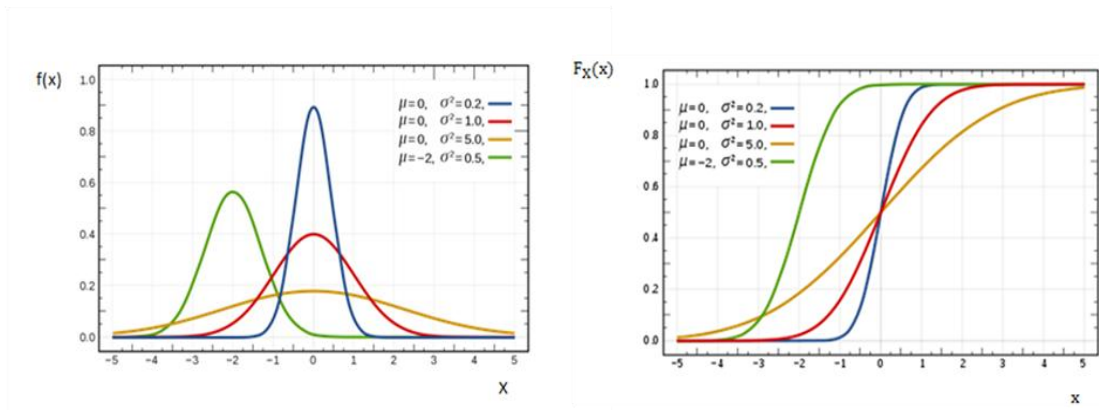 f(x)
1.0
0.8
0.6
0.4
0.2
0.0
μ=0, σ²=0.2,
μ=0, σ²=1.0,
μ=0, σ²=5.0,
μ=-2, σ²=0.5,
-5 -4 -3 -2 -1 0 1 2 3 4 5
X
Fx(x)
1.0
0.8
0.6
0.4
0.2
0.0
μ=0, σ²=0.2,
μ=0, σ²=1.0,
μ=0, σ²=5.0,
μ=-2, σ²=0.5,
-5 -4 -3 -2 -1 0 1 2 3 4 5
x